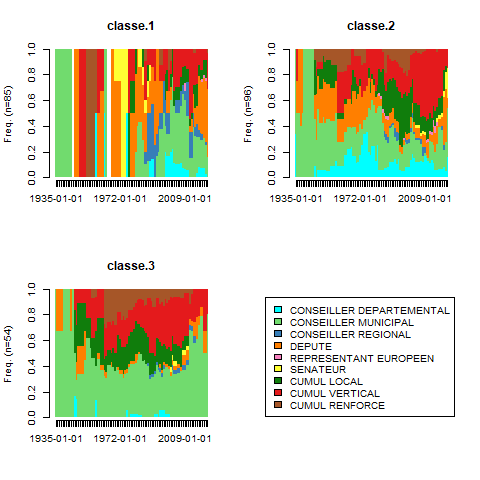 classe.1
Freq. (n=85)
0.0 0.2 0.4 0.6 0.8 1.0
1935-01-01 1972-01-01 2009-01-01
classe.2
Freq. (n=96)
0.0 0.2 0.4 0.6 0.8 1.0
1935-01-01 1972-01-01 2009-01-01
classe.3
Freq. (n=54)
0.0 0.2 0.4 0.6 0.8 1.0
1935-01-01 1972-01-01 2009-01-01
CONSEILLER DEPARTEMENTAL
CONSEILLER MUNICIPAL
CONSEILLER REGIONAL
DEPUTE
REPRESENTANT EUROPEEN
SENATEUR
CUMUL LOCAL
CUMUL VERTICAL
CUMUL RENFORCE